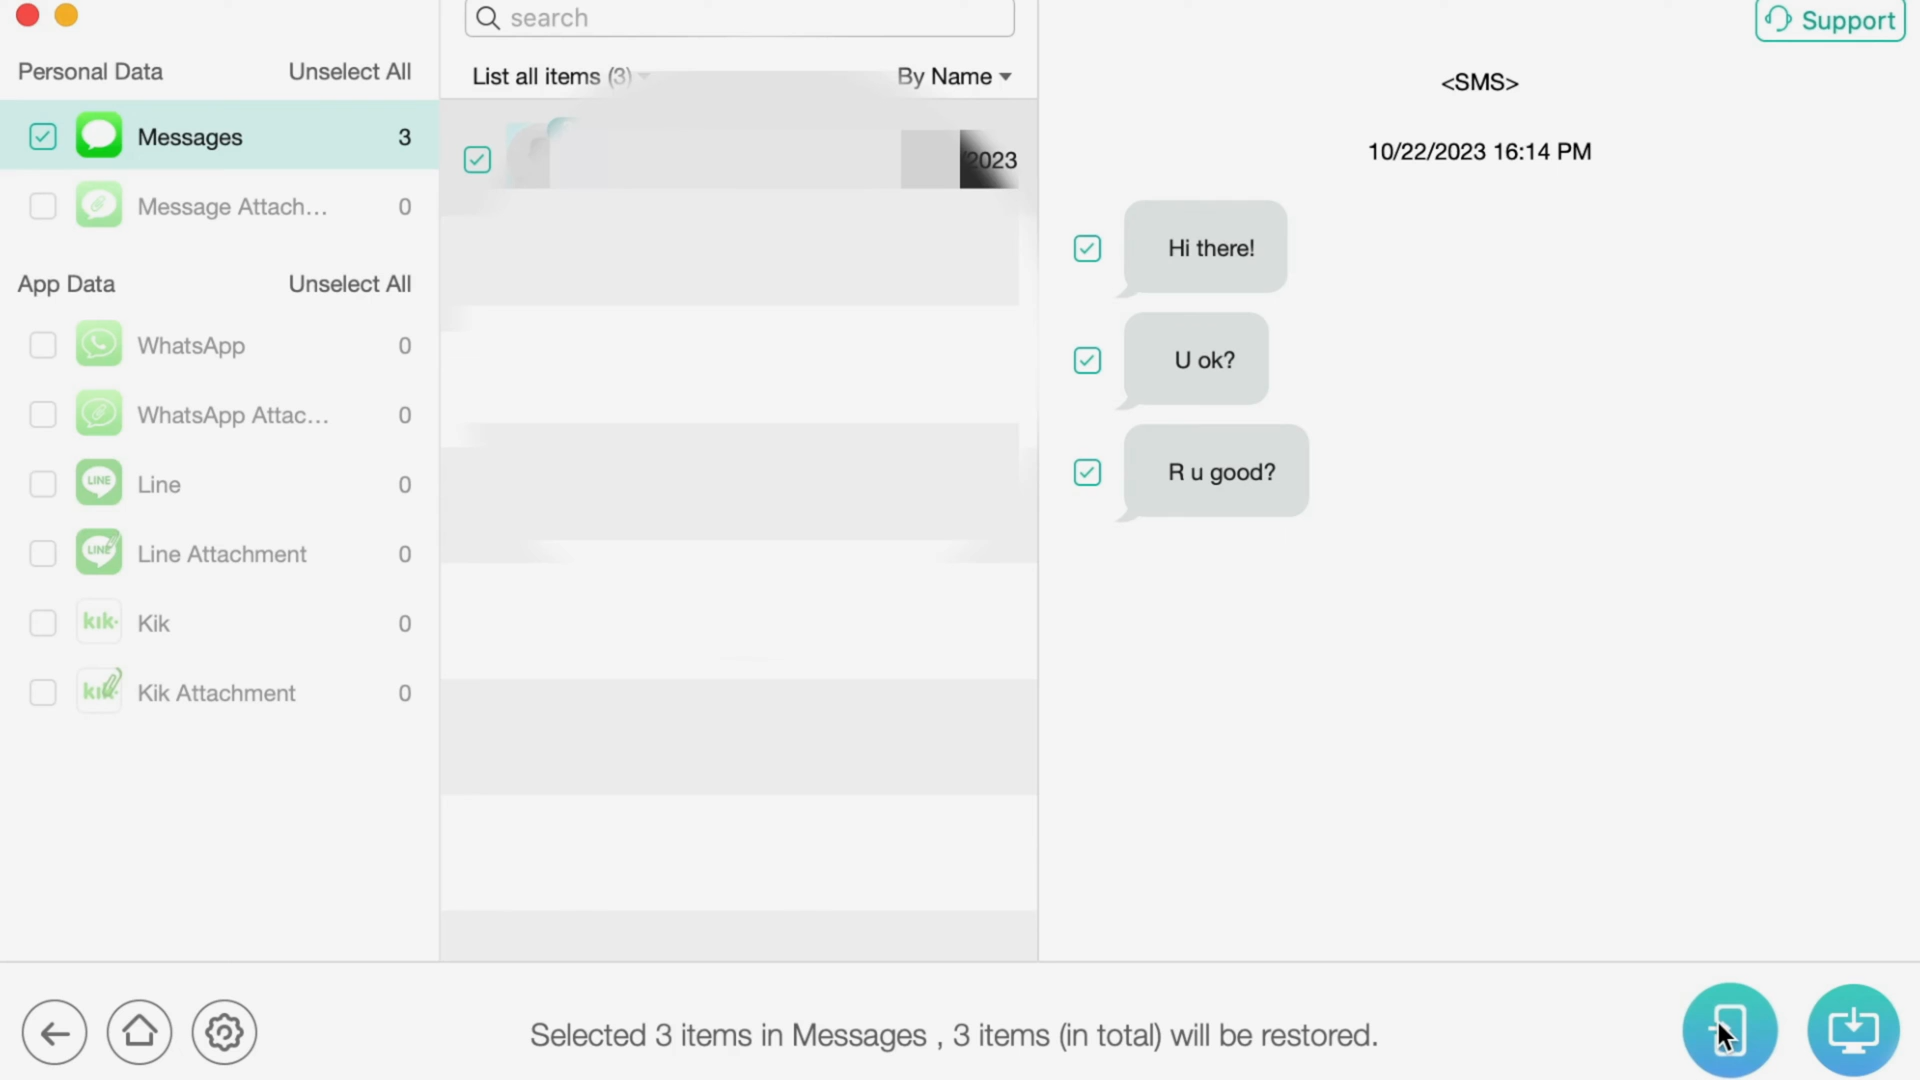 search
Support
Personal Data Unselect All
List all items (3) By Name
<SMS>
Messages 3
2023
10/22/2023 16:14 PM
Message Attach... 0
Hi there!
App Data Unselect All
WhatsApp 0
U ok?
WhatsApp Attac... 0
LINE Line 0
R u good?
LINE Line Attachment 0
kik. Kik 0
kik. Kik Attachment 0
Selected 3 items in Messages , 3 items (in total) will be restored.